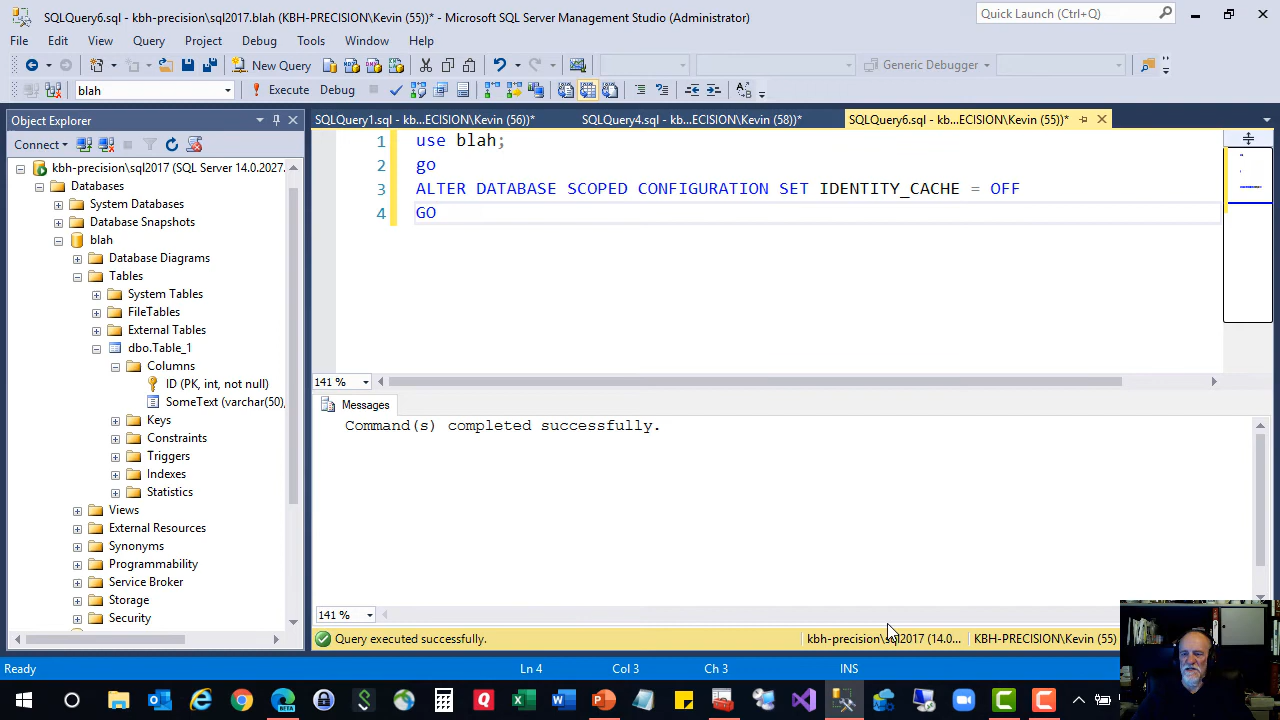 SQLQuery6.sql - kbh-precision\sql2017.blah (KBH-PRECISION\Kevin (55))* - Microsoft SQL Server Management Studio (Administrator)
Quick Launch (Ctrl+Q)
File Edit View Query Project Debug Tools Window Help
New Query
Generic Debugger
blah
Execute Debug
Object Explorer
SQLQuery1.sql - kb...ECISION\Kevin (56))*
SQLQuery4.sql - kb...ECISION\Kevin (58))*
SQLQuery6.sql - kb...ECISION\Kevin (55))*
Connect
kbh-precision\sql2017 (SQL Server 14.0.2027.
Databases
System Databases
Database Snapshots
blah
Database Diagrams
Tables
System Tables
FileTables
External Tables
dbo.Table_1
Columns
ID (PK, int, not null)
SomeText (varchar(50),
Keys
Constraints
Triggers
Indexes
Statistics
Views
External Resources
Synonyms
Programmability
Service Broker
Storage
Security
1 use blah;
2 go
3 ALTER DATABASE SCOPED CONFIGURATION SET IDENTITY_CACHE = OFF
4 GO
141 %
Messages
Command(s) completed successfully.
141 %
Query executed successfully.
kbh-precision\sql2017 (14.0...
KBH-PRECISION\Kevin (55)
Ready
Ln 4
Col 3
Ch 3
INS